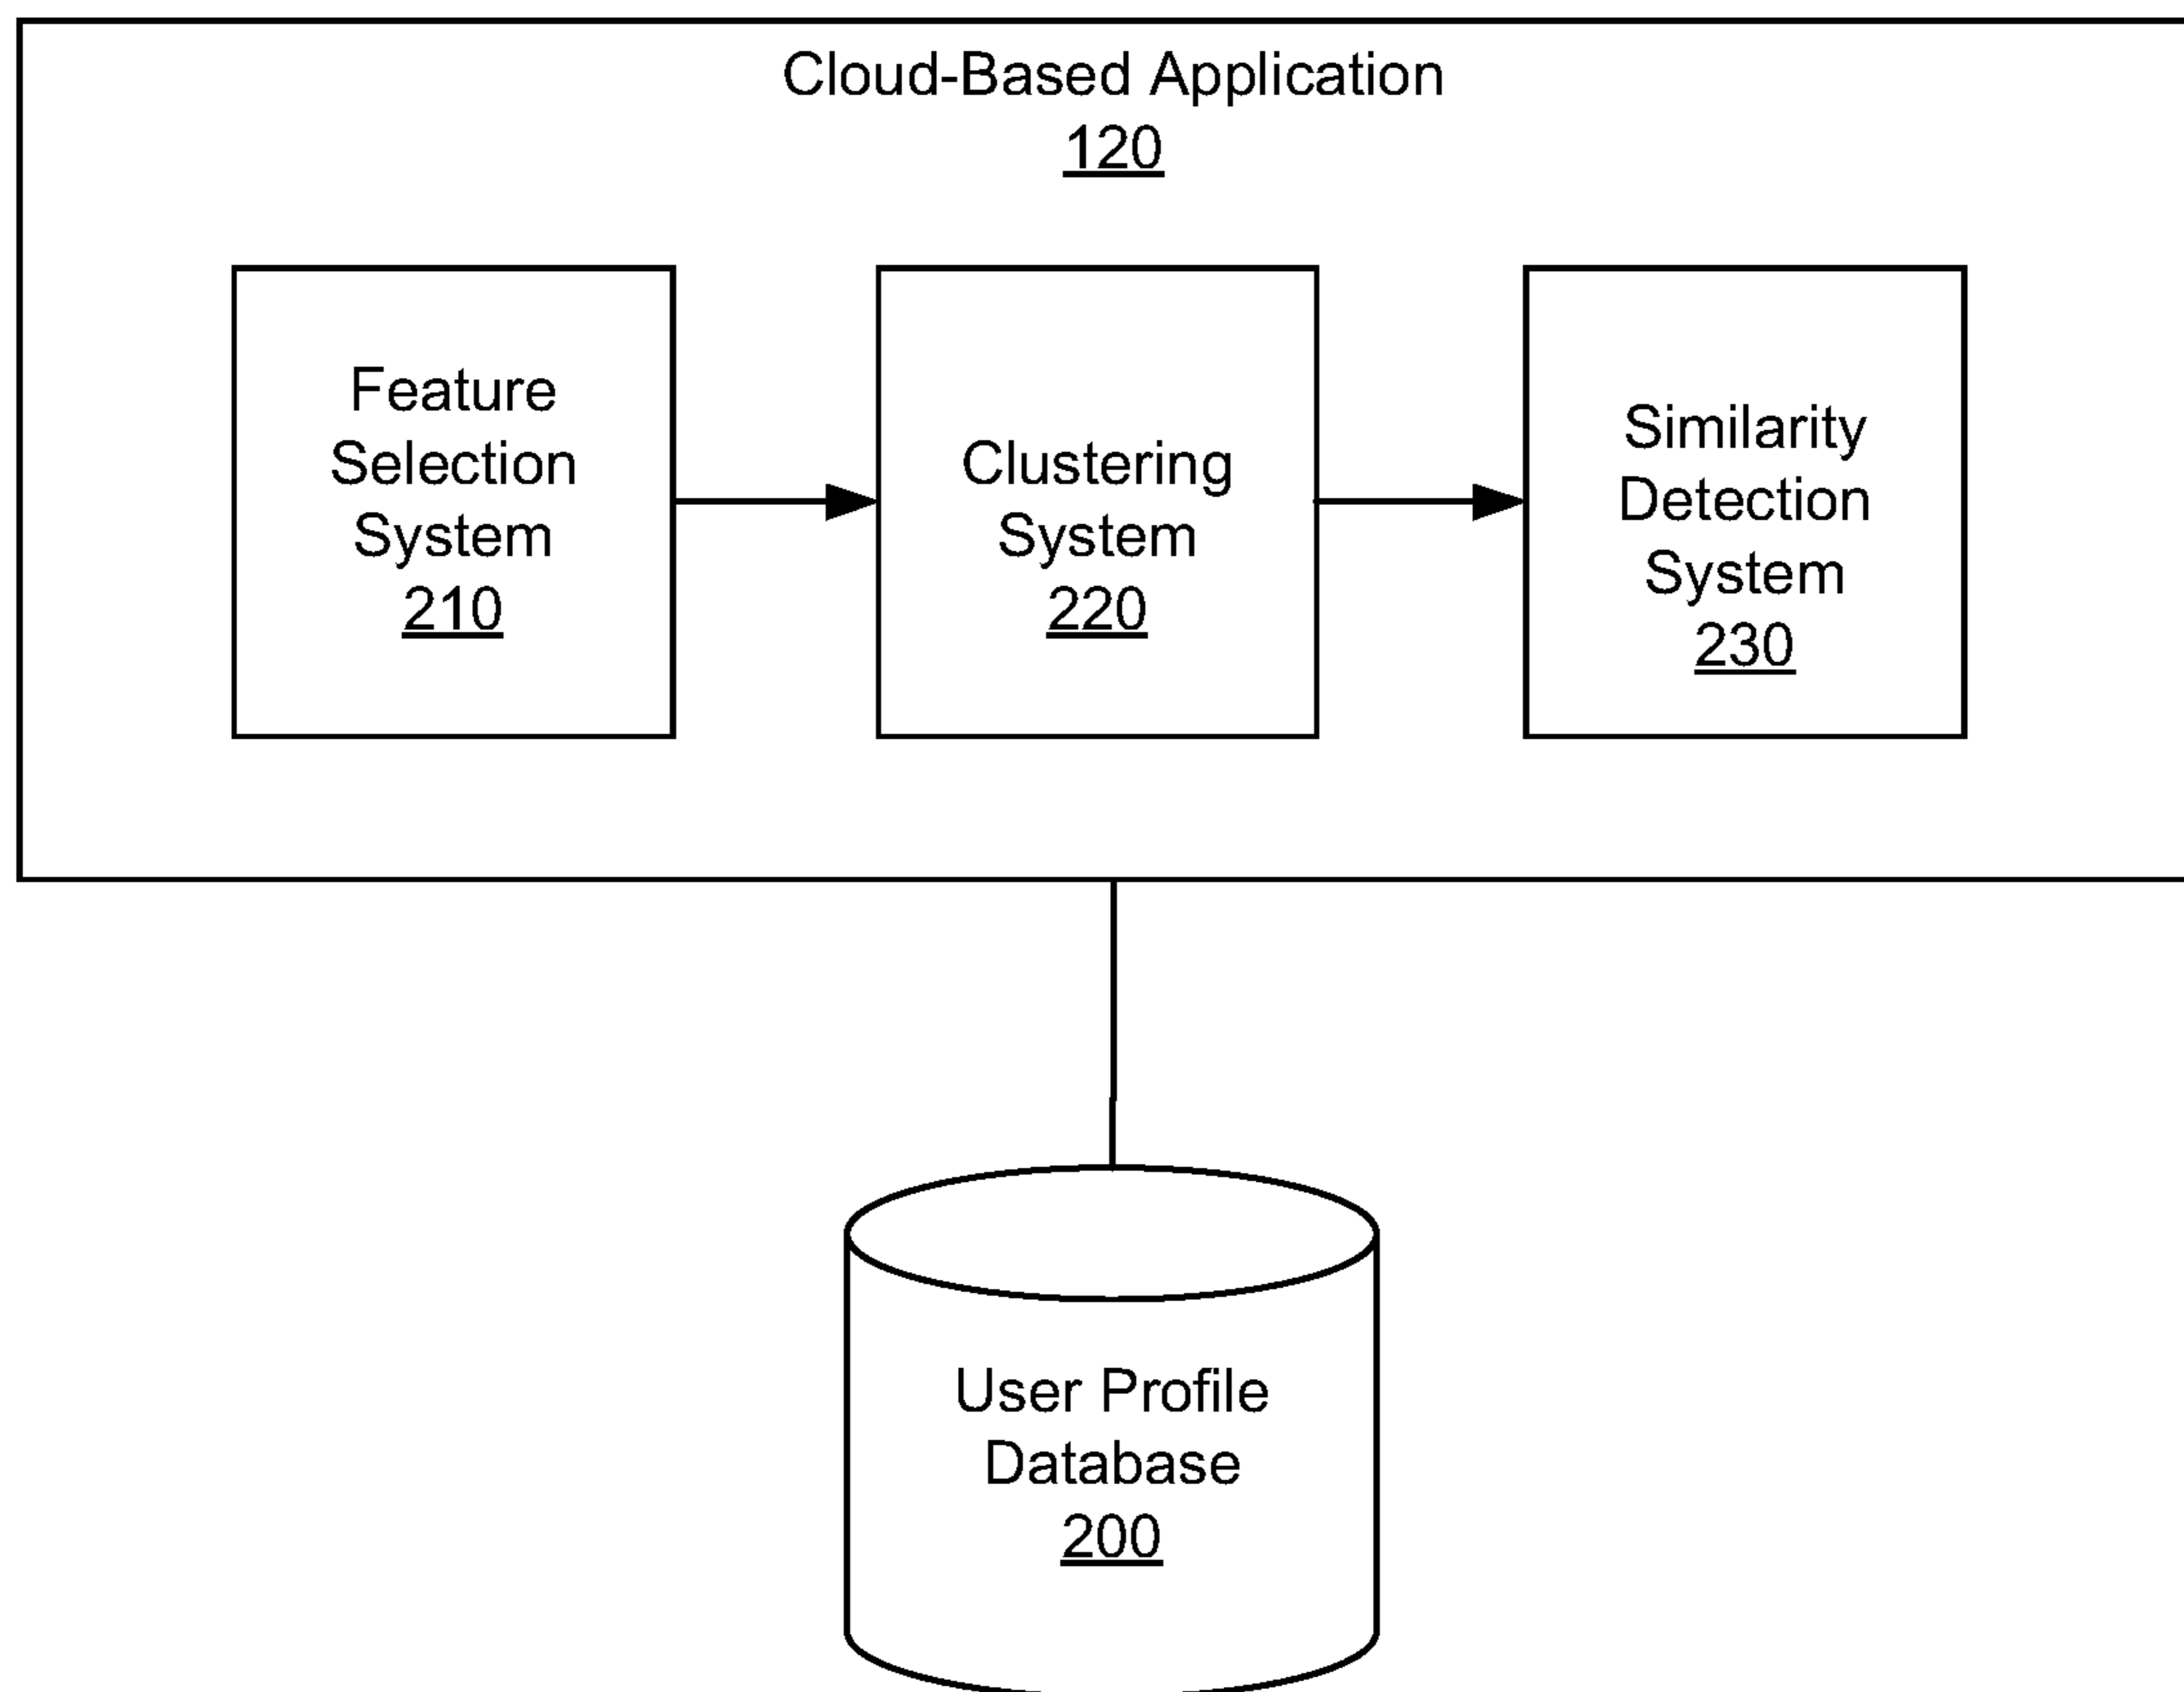 Cloud-Based Application
120
Feature
Selection
System
210
Clustering
System
220
Similarity
Detection
System
230
User Profile
Database
200